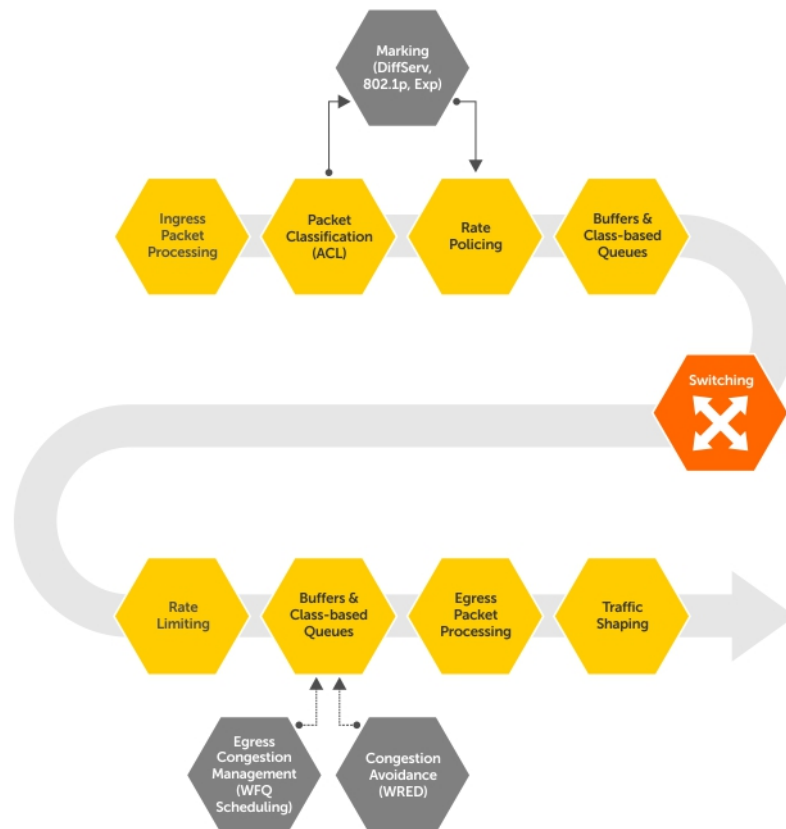 Marking
(DiffServ,
802.1p, Exp)
Ingress
Packet
Processing
Packet
Classification
(ACL)
Rate
Policing
Buffers &
Class-based
Queues
Switching
Rate
Limiting
Buffers &
Class-based
Queues
Egress
Packet
Processing
Traffic
Shaping
Egress
Congestion
Management
(WFQ
Scheduling)
Congestion
Avoidance
(WRED)